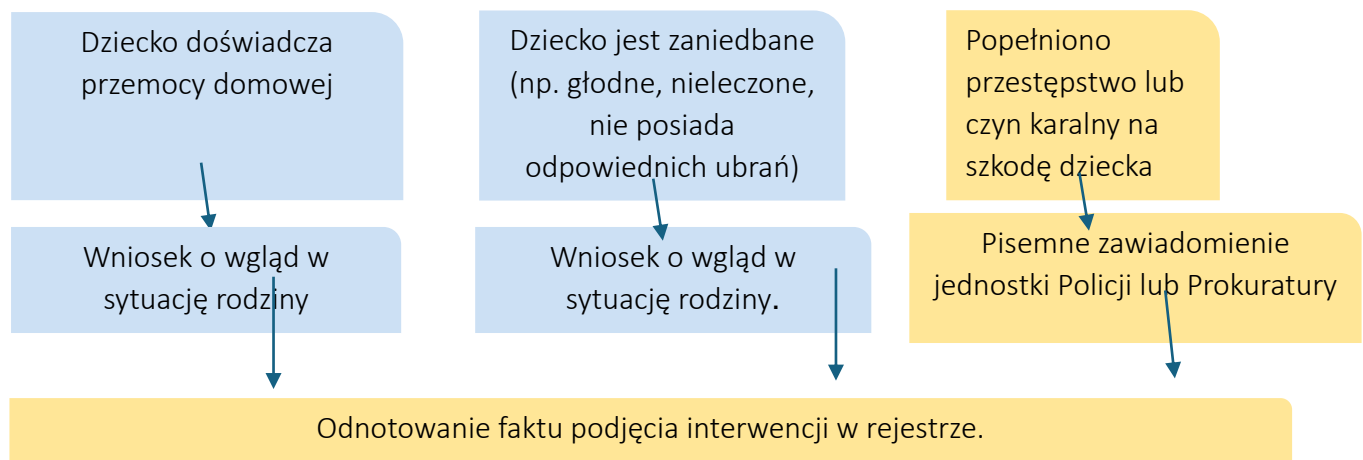 Dziecko doświadcza
przemocy domowej
Dziecko jest zaniedbane
(np. głodne, nieleczone,
nie posiada
odpowiednich ubrań)
Popełniono
przestępstwo lub
czyn karalny na
szkodę dziecka
Wniosek o wgląd w
sytuację rodziny
Wniosek o wgląd w
sytuację rodziny.
Pisemne zawiadomienie
jednostki Policji lub Prokuratury
Odnotowanie faktu podjęcia interwencji w rejestrze.